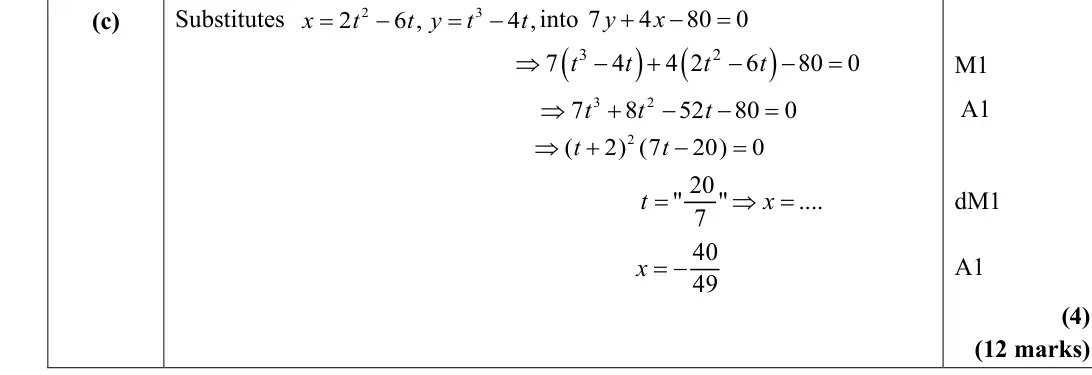 (c) Substitutes x = 2t² − 6t, y = t³ − 4t, into 7y + 4x − 80 = 0
⇒ 7(t³ − 4t) + 4(2t² − 6t) − 80 = 0 M1
⇒ 7t³ + 8t² − 52t − 80 = 0 A1
⇒ (t + 2)² (7t − 20) = 0
t = "20/7" ⇒ x = .... dM1
x = −40/49 A1
(4)
(12 marks)